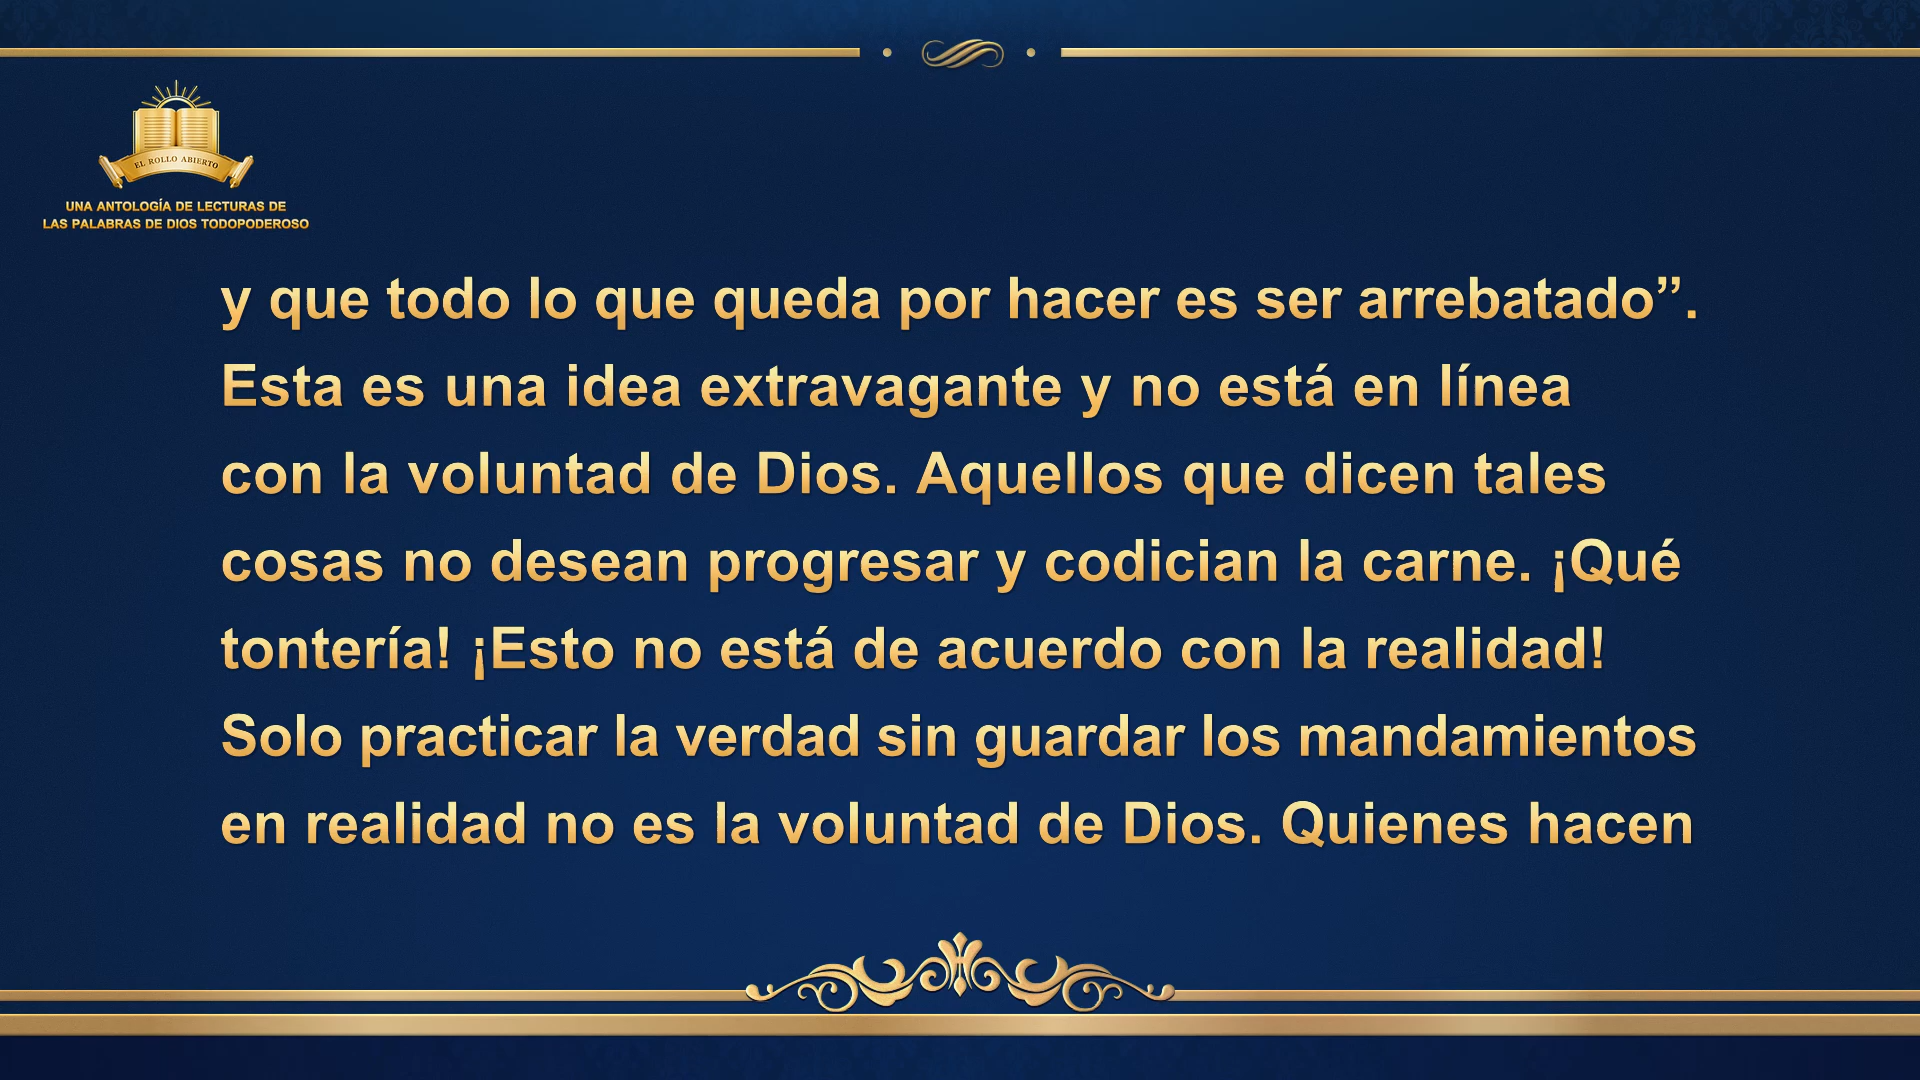 EL ROLLO ABIERTO
UNA ANTOLOGÍA DE LECTURAS DE
LAS PALABRAS DE DIOS TODOPODEROSO
y que todo lo que queda por hacer es ser arrebatado”.
Esta es una idea extravagante y no está en línea
con la voluntad de Dios. Aquellos que dicen tales
cosas no desean progresar y codician la carne. ¡Qué
tontería! ¡Esto no está de acuerdo con la realidad!
Solo practicar la verdad sin guardar los mandamientos
en realidad no es la voluntad de Dios. Quienes hacen